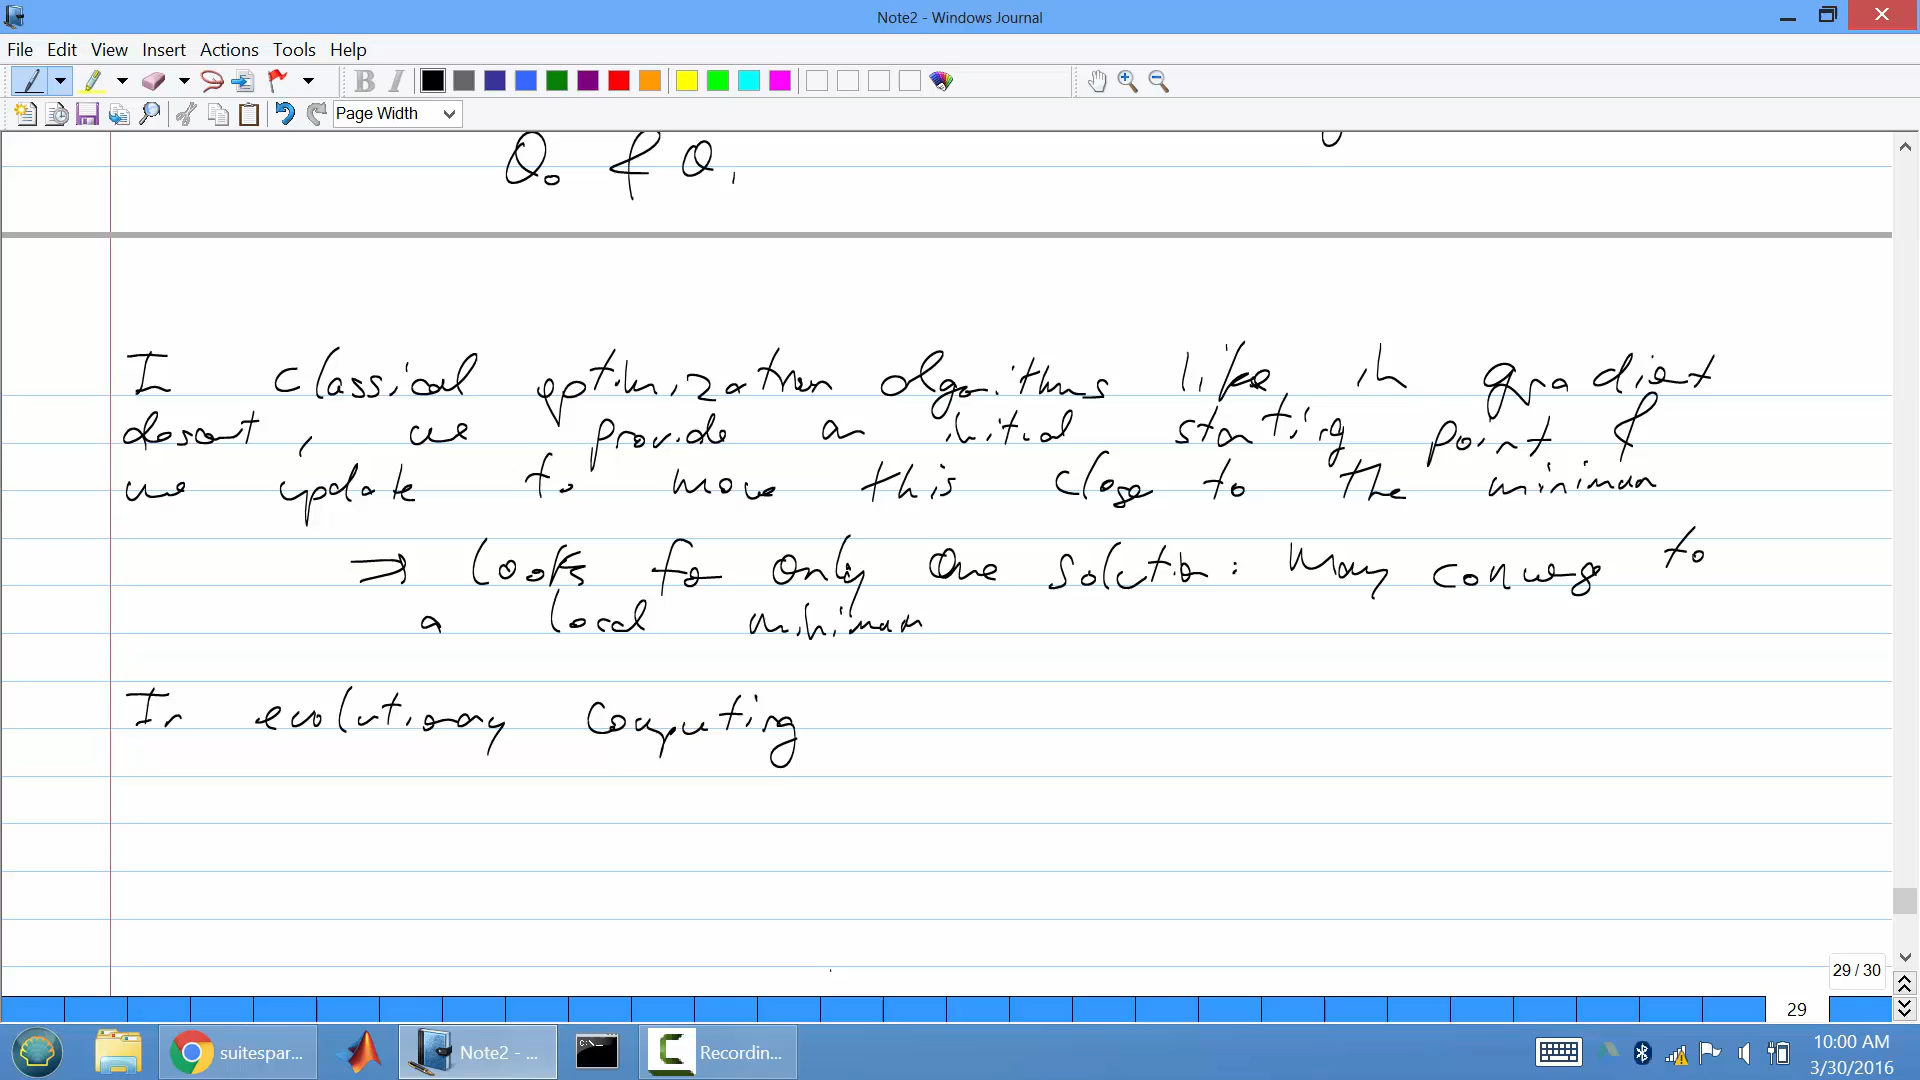 Note2 - Windows Journal
File Edit View Insert Actions Tools Help
B I
Page Width
θ₀ & θ₁
In classical optimization algorithms like in gradient
descent, we provide an initial starting point &
we update to move this close to the minimum
⇒ looks for only one solution: May converge to
a local minimum
In evolutionary computing
29 / 30
29
suitespar...
Note2 - ...
C:\_
Recordin...
10:00 AM
3/30/2016